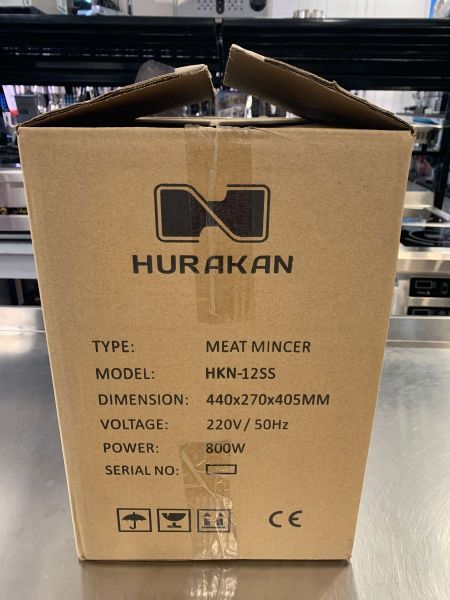 HURAKAN
TYPE: MEAT MINCER
MODEL: HKN-12SS
DIMENSION: 440x270x405MM
VOLTAGE: 220V / 50Hz
POWER: 800W
SERIAL NO:
CE